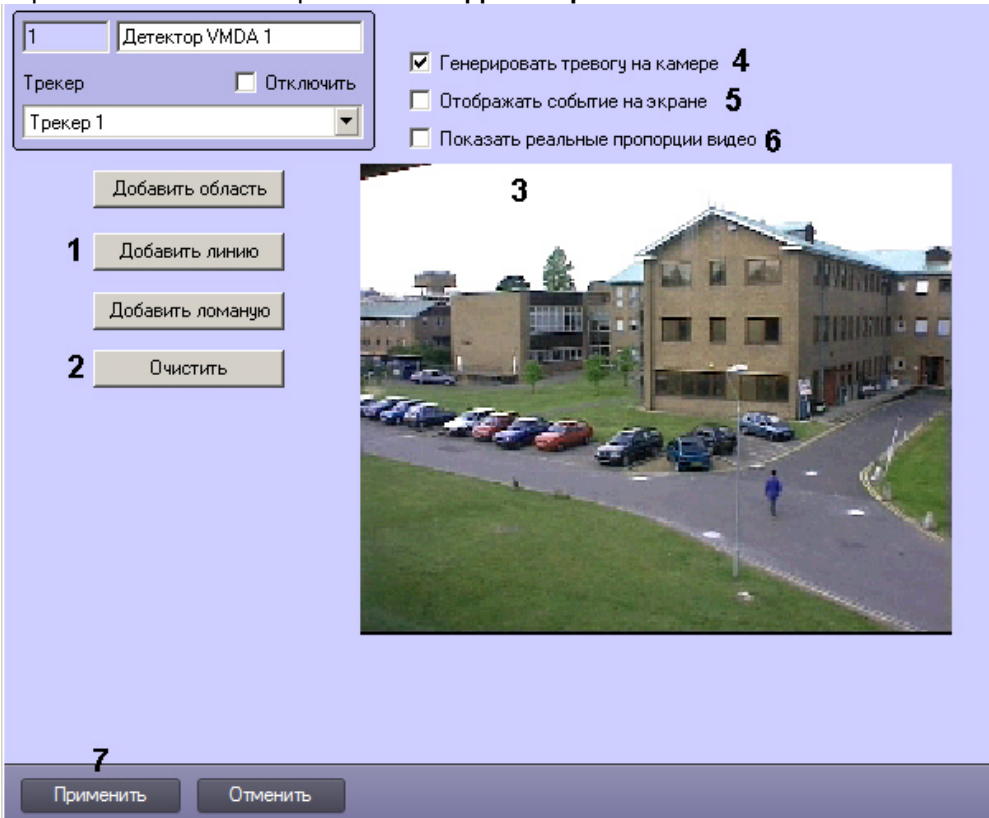 1 Детектор VMDA 1
Трекер Отключить
Трекер 1
Генерировать тревогу на камере 4
Отображать событие на экране 5
Показать реальные пропорции видео 6
Добавить область
3
1 Добавить линию
Добавить ломаную
2 Очистить
7
Применить Отменить